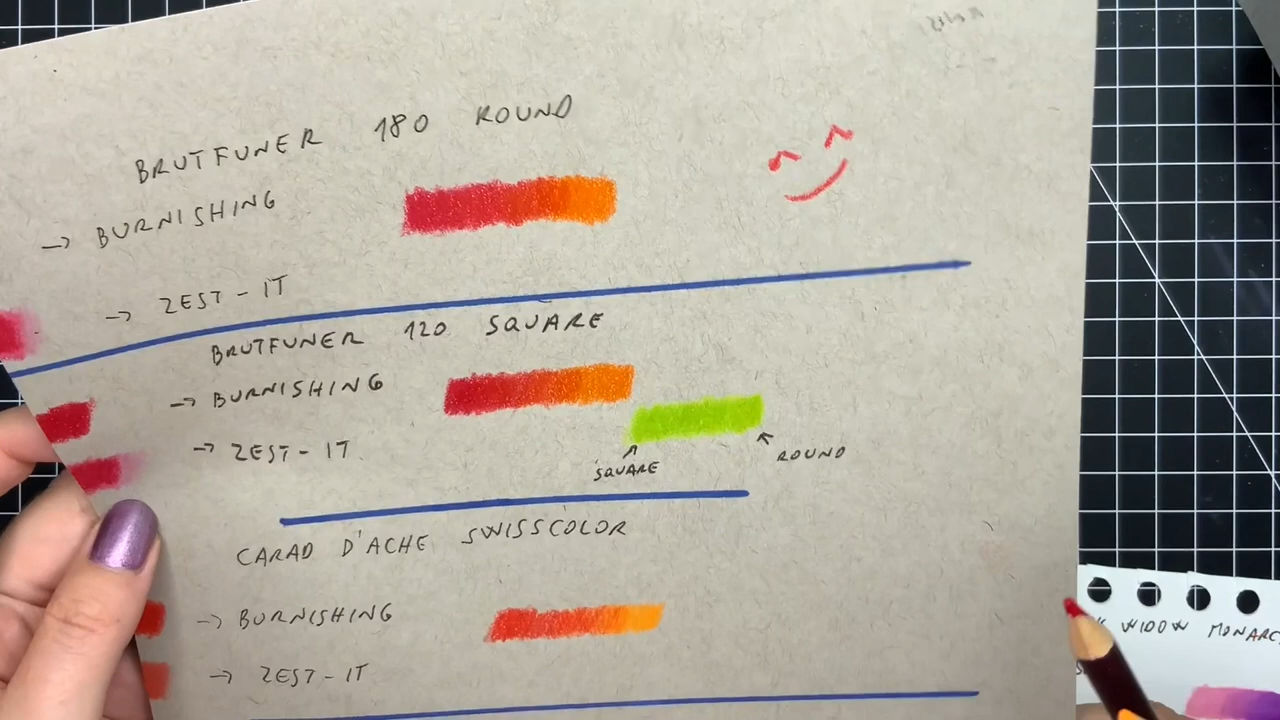 BRUTFUNER 180 ROUND
→ BURNISHING
→ ZEST-IT
BRUTFUNER 120 SQUARE
→ BURNISHING
→ ZEST-IT
SQUARE
ROUND
CARAD D'ACHE SWISSCOLOR
→ BURNISHING
→ ZEST-IT
WIDOW MONARC